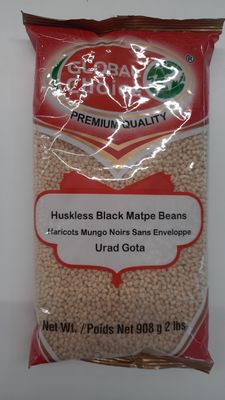 GLOBAL
CHOICE
®
PREMIUM QUALITY
Huskless Black Matpe Beans
Haricots Mungo Noirs Sans Enveloppe
Urad Gota
Net Wt. / Poids Net 908 g 2 lbs